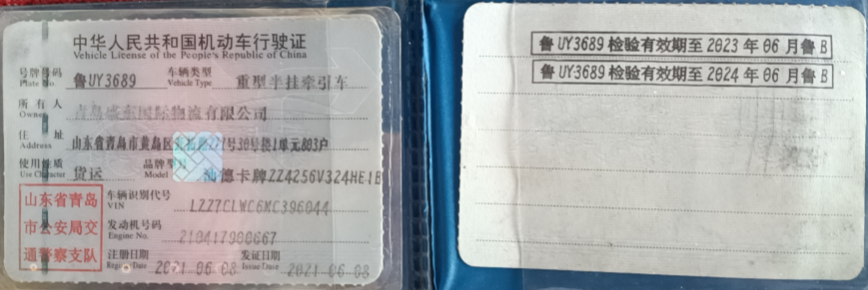 中华人民共和国机动车行驶证
Vehicle License of the People's Republic of China
号牌号码 鲁UY3689 车辆类型 重型半挂牵引车
Plate No. Vehicle Type
所有人 青岛盛东国际物流有限公司
Owner
住址 山东省青岛市黄岛区 号30号楼1单元803户
Address
使用性质 货运 品牌型号 汕德卡牌ZZ4256V324HE1B
Use Character Model
山东省青岛
市公安局交
通警察支队
车辆识别代号
VIN LZZ7CLWC6MC396044
发动机号码
Engine No. 210417900667
注册日期 2021-06-08 发证日期 2021-06-08
Register Date Issue Date
鲁UY3689检验有效期至2023年06月鲁B
鲁UY3689检验有效期至2024年06月鲁B